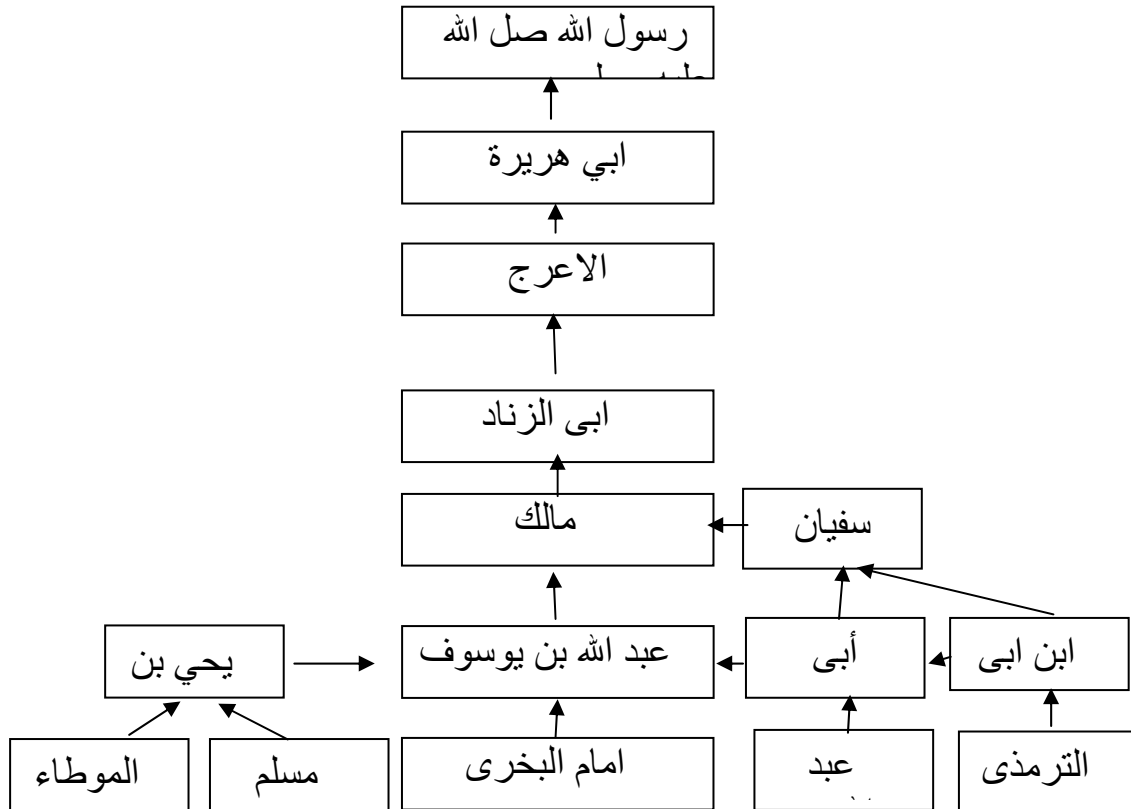 رسول الله صل الله
ابي هريرة
الاعرج
ابى الزناد
مالك
سفيان
يحي بن
عبد الله بن يوسوف
أبى
ابن ابى
الموطاء
مسلم
امام البخرى
عبد
الترمذى